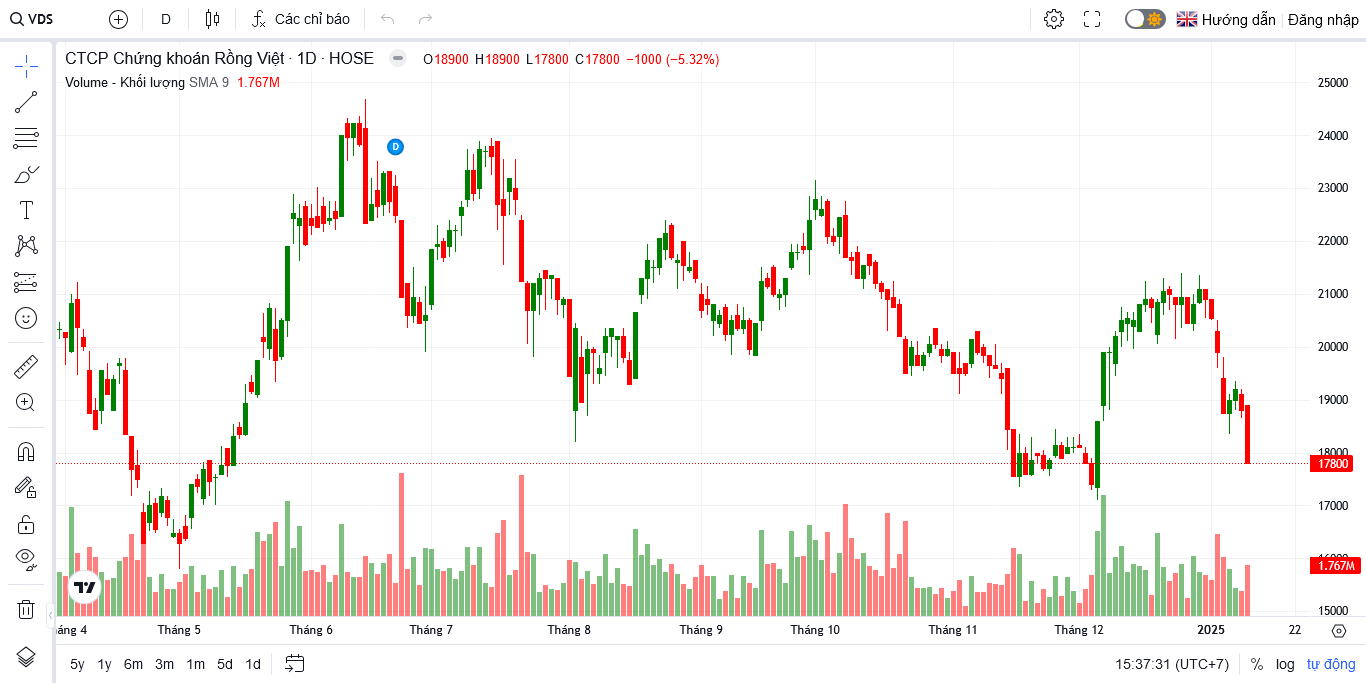 VDS D Các chỉ báo Hướng dẫn Đăng nhập
CTCP Chứng khoán Rồng Việt · 1D · HOSE O18900 H18900 L17800 C17800 −1000 (−5.32%)
Volume - Khối lượng SMA 9 1.767M
25000
24000
D
23000
22000
21000
20000
19000
18000
17800
17000
16000
1.767M
15000
áng 4 Tháng 5 Tháng 6 Tháng 7 Tháng 8 Tháng 9 Tháng 10 Tháng 11 Tháng 12 2025 22
5y 1y 6m 3m 1m 5d 1d 15:37:31 (UTC+7) % log tự động